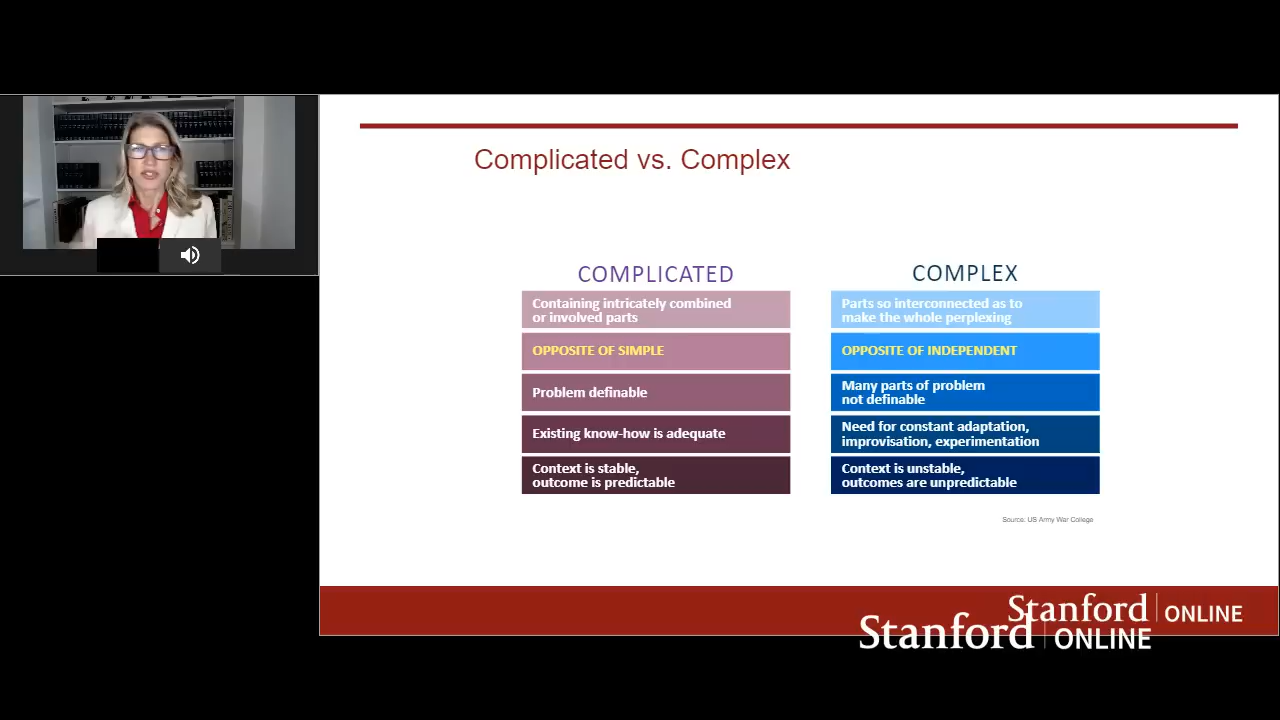 Complicated vs. Complex
COMPLICATED
Containing intricately combined
or involved parts
OPPOSITE OF SIMPLE
Problem definable
Existing know-how is adequate
Context is stable,
outcome is predictable
COMPLEX
Parts so interconnected as to
make the whole perplexing
OPPOSITE OF INDEPENDENT
Many parts of problem
not definable
Need for constant adaptation,
improvisation, experimentation
Context is unstable,
outcomes are unpredictable
Source: US Army War College
Stanford ONLINE
Stanford ONLINE